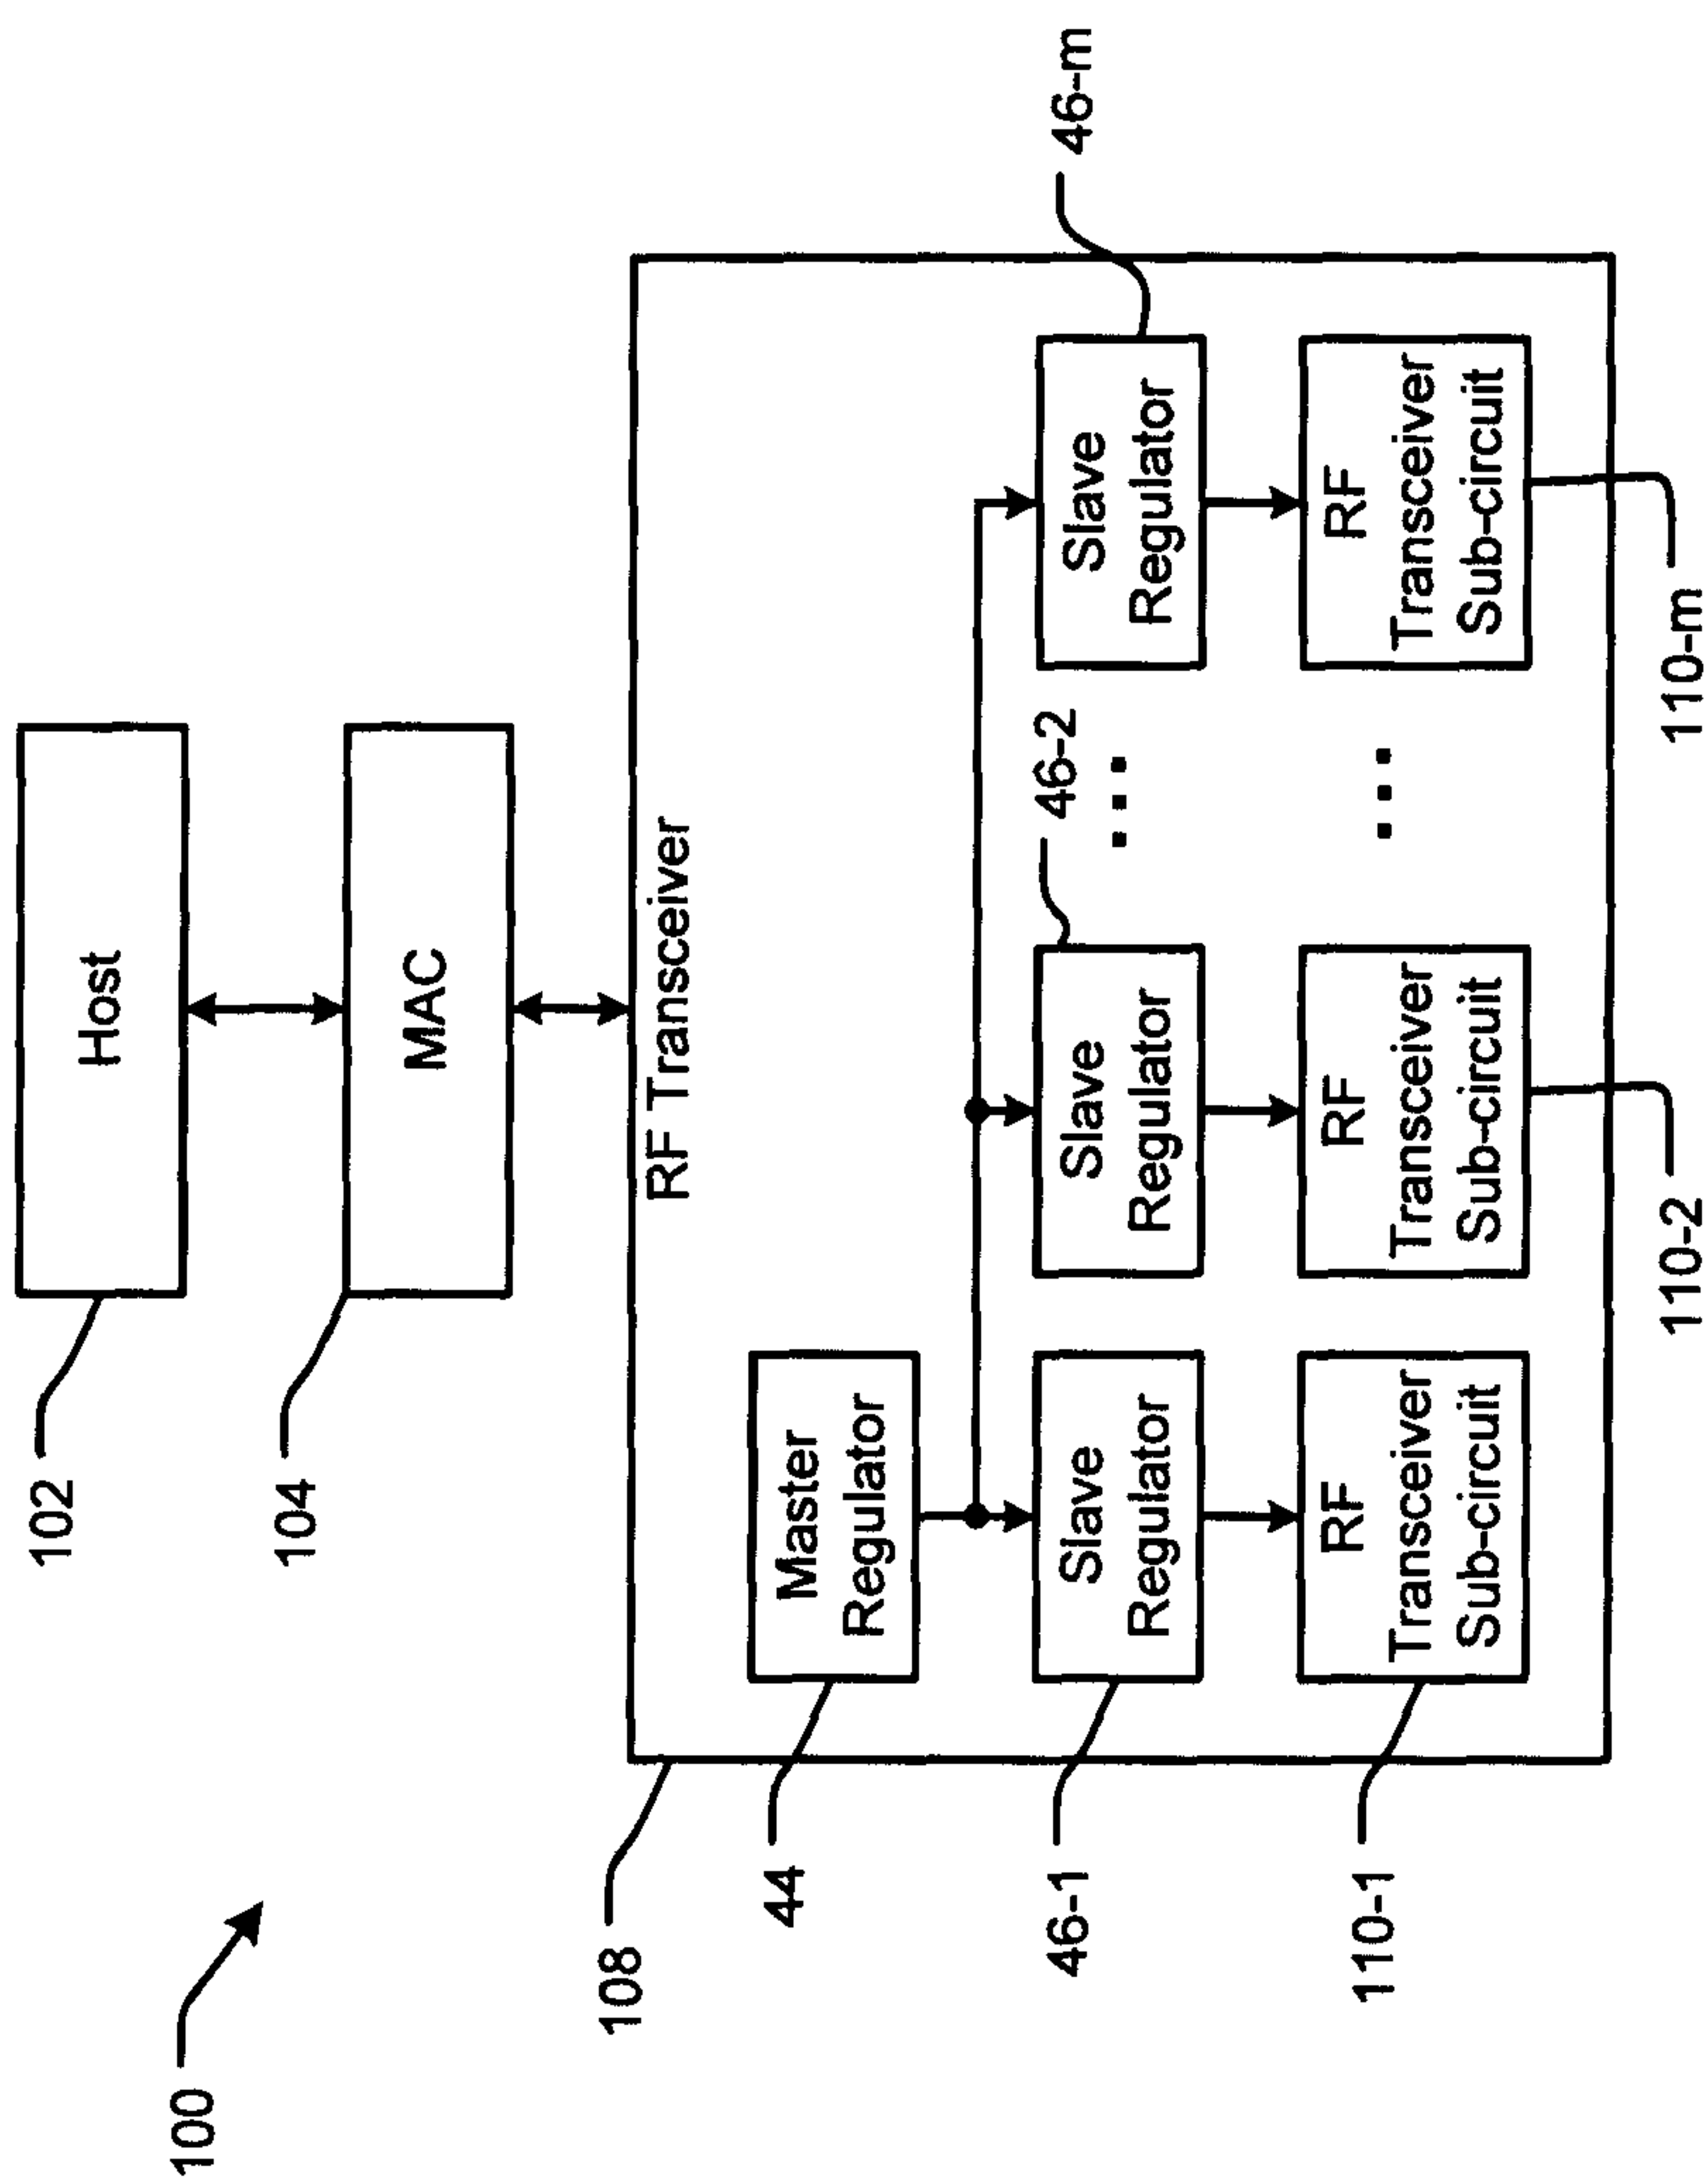 100
102
Host
104
MAC
108
RF Transceiver
44
Master
Regulator
46-1
Slave
Regulator
46-2
Slave
Regulator
...
46-m
Slave
Regulator
110-1
RF
Transceiver
Sub-circuit
110-2
RF
Transceiver
Sub-circuit
...
110-m
RF
Transceiver
Sub-circuit